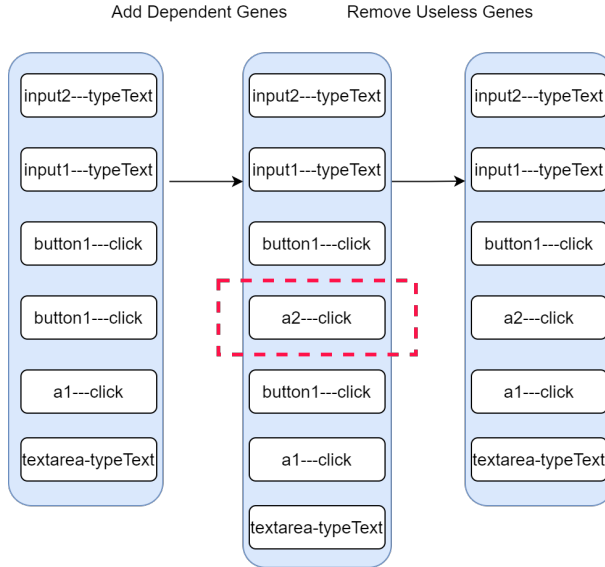 Add Dependent Genes
Remove Useless Genes
input2---typeText
input1---typeText
button1---click
button1---click
a1---click
textarea-typeText
input2---typeText
input1---typeText
button1---click
a2---click
button1---click
a1---click
textarea-typeText
input2---typeText
input1---typeText
button1---click
a2---click
a1---click
textarea-typeText